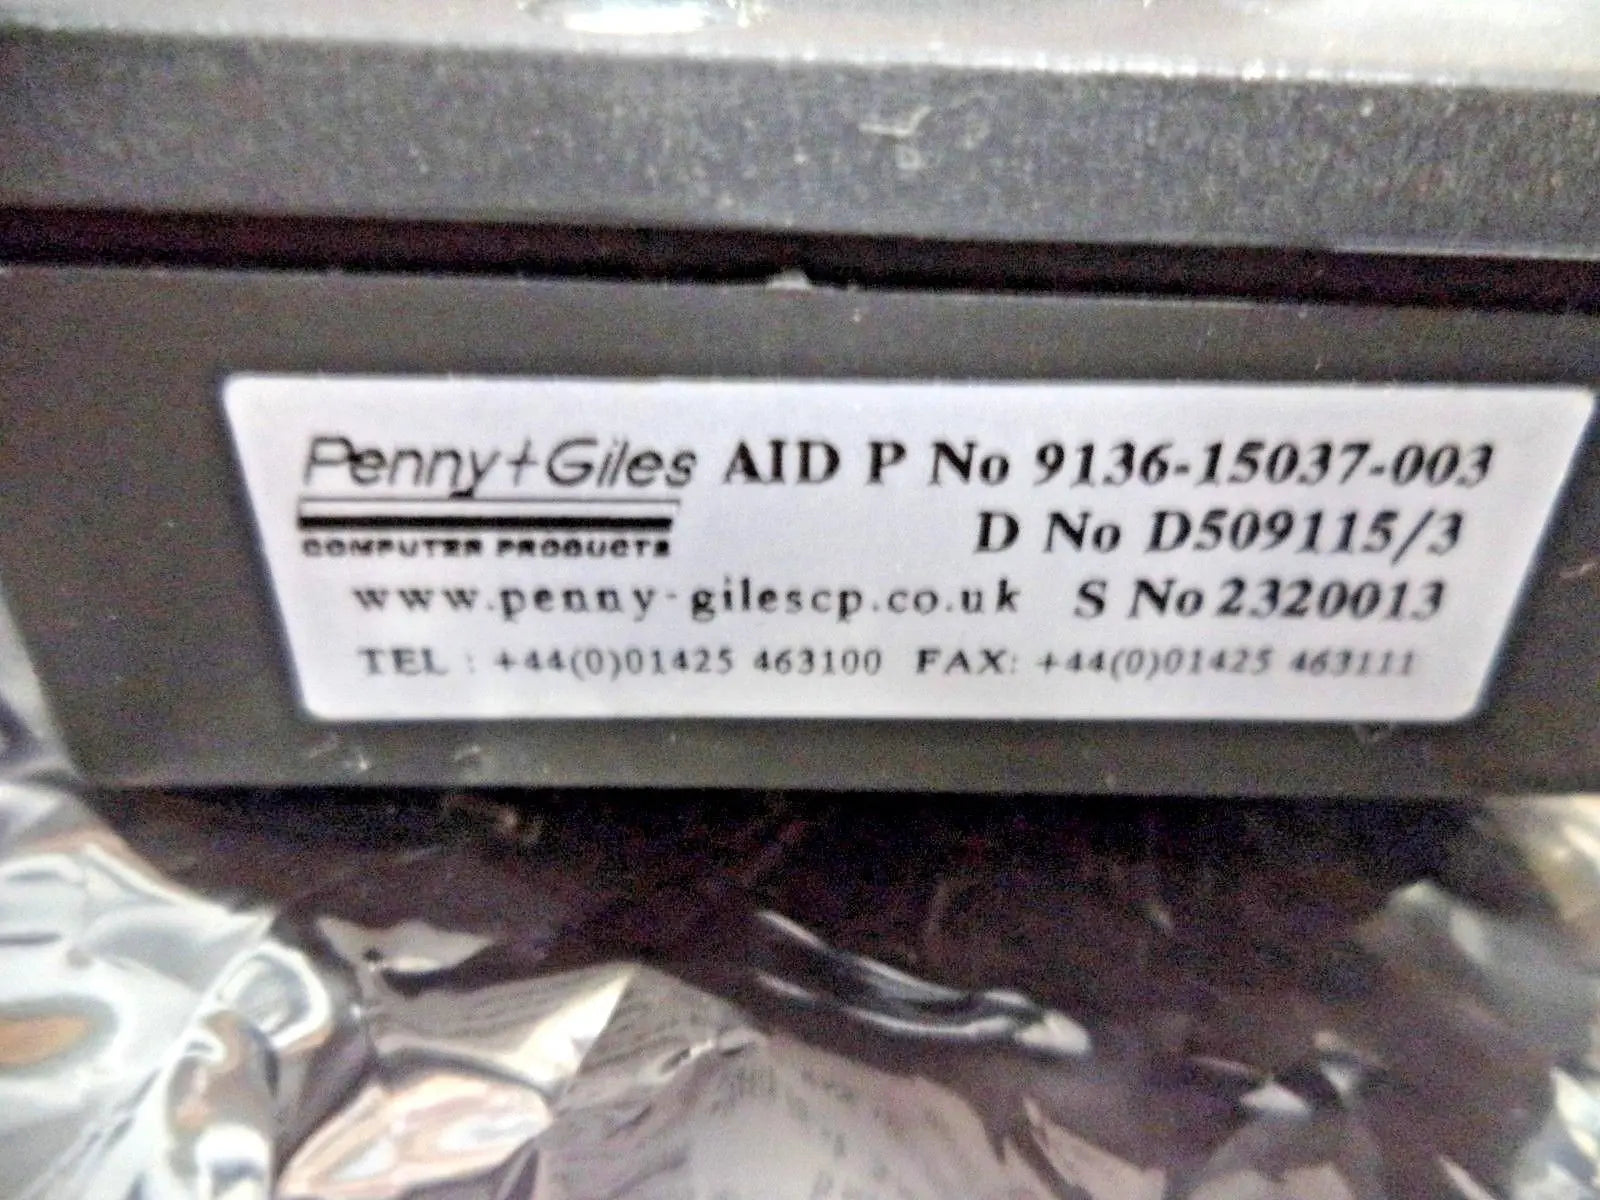 Penny+Giles AID P No 9136-15037-003
COMPUTER PRODUCTS D No D509115/3
www.penny-gilescp.co.uk S No 2320013
TEL : +44(0)01425 463100 FAX: +44(0)01425 463111